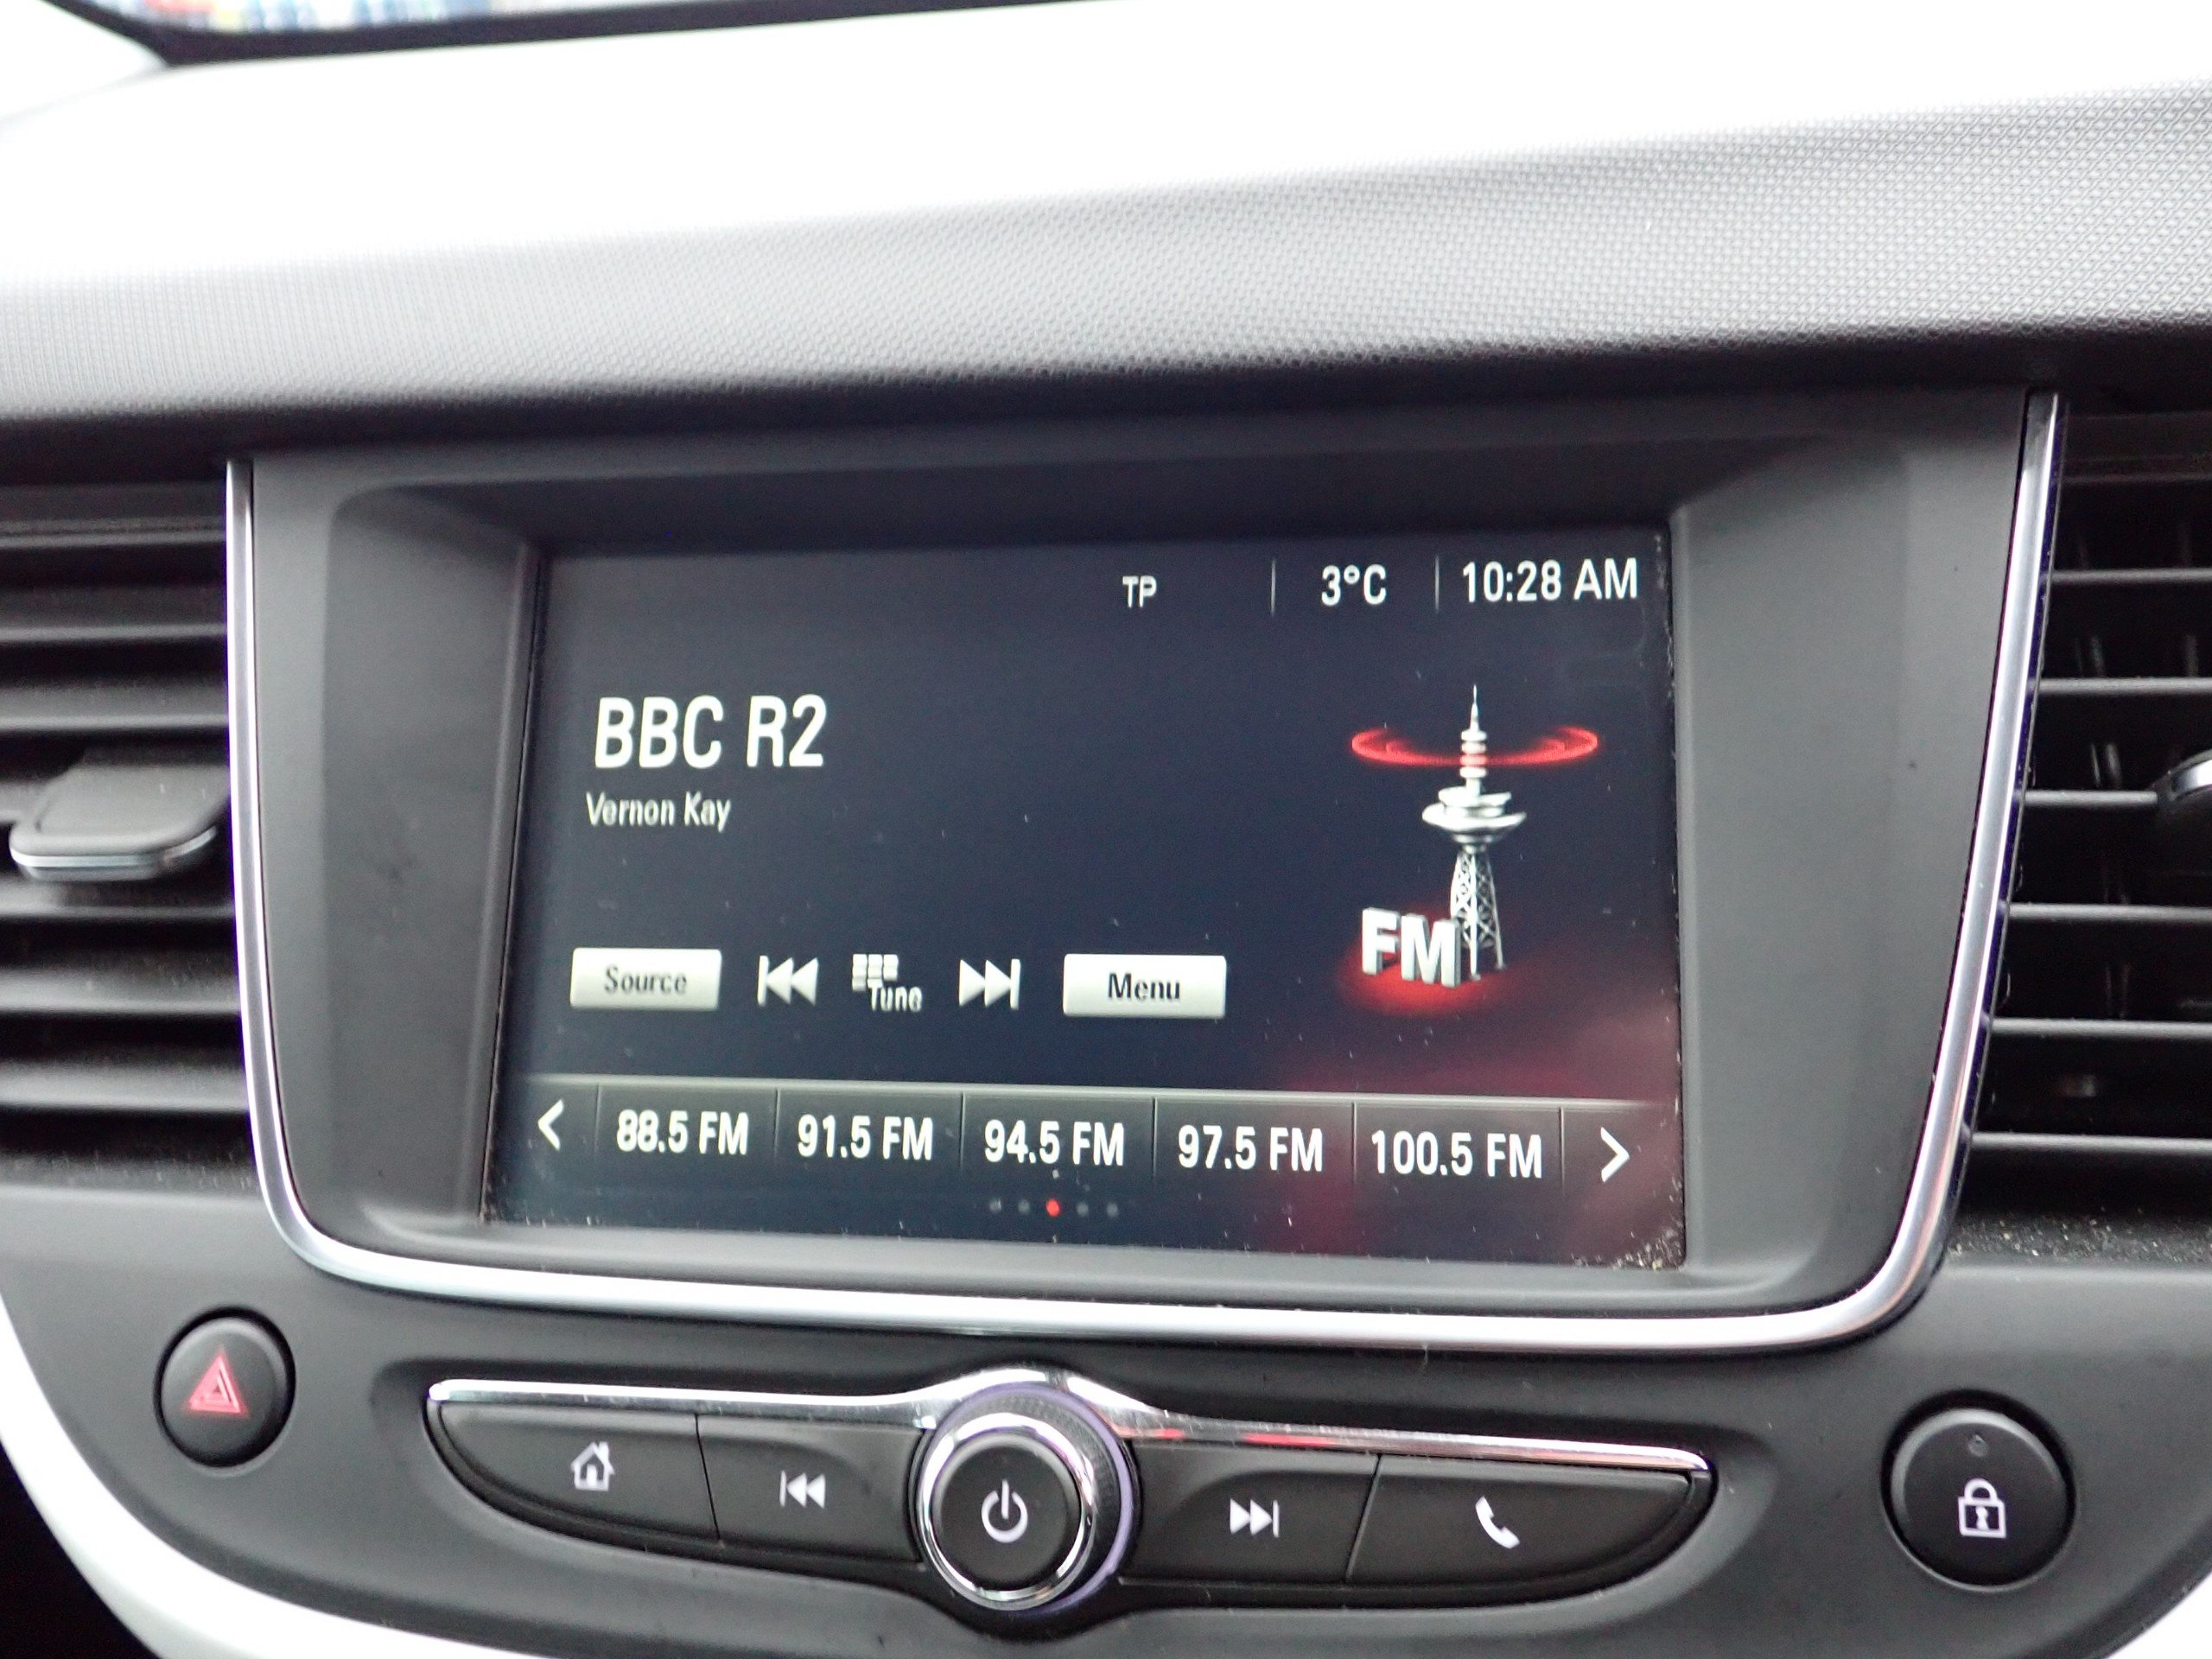 TP 3°C 10:28 AM
BBC R2
Vernon Kay
FM
Source Tune Menu
88.5 FM 91.5 FM 94.5 FM 97.5 FM 100.5 FM